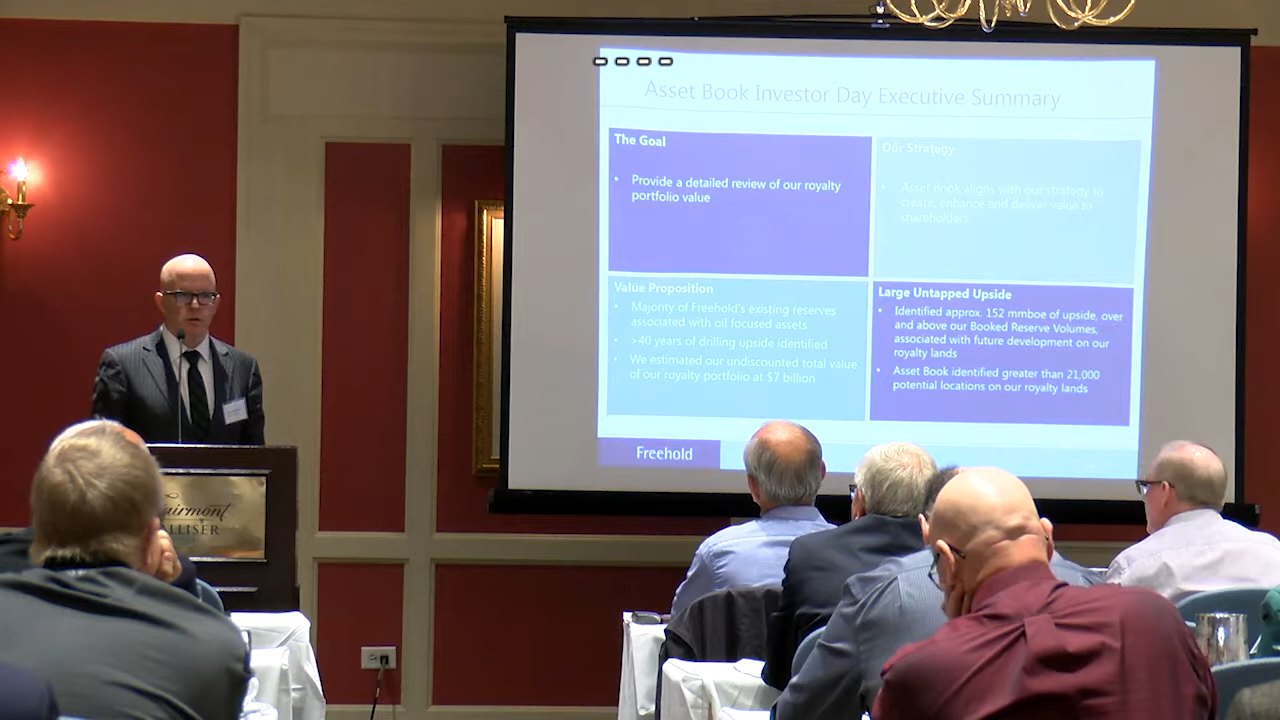 Asset Book Investor Day Executive Summary
The Goal
• Provide a detailed review of our royalty
portfolio value
Our Strategy
• Asset Book aligns with our strategy to
create, enhance and deliver value to
shareholders
Value Proposition
• Majority of Freehold's existing reserves
associated with oil focused assets
• >40 years of drilling upside identified
• We estimated our undiscounted total value
of our royalty portfolio at $7 billion
Large Untapped Upside
• Identified approx. 152 mmboe of upside, over
and above our Booked Reserve Volumes,
associated with future development on our
royalty lands
• Asset Book identified greater than 21,000
potential locations on our royalty lands
Freehold
airmont
LLISER